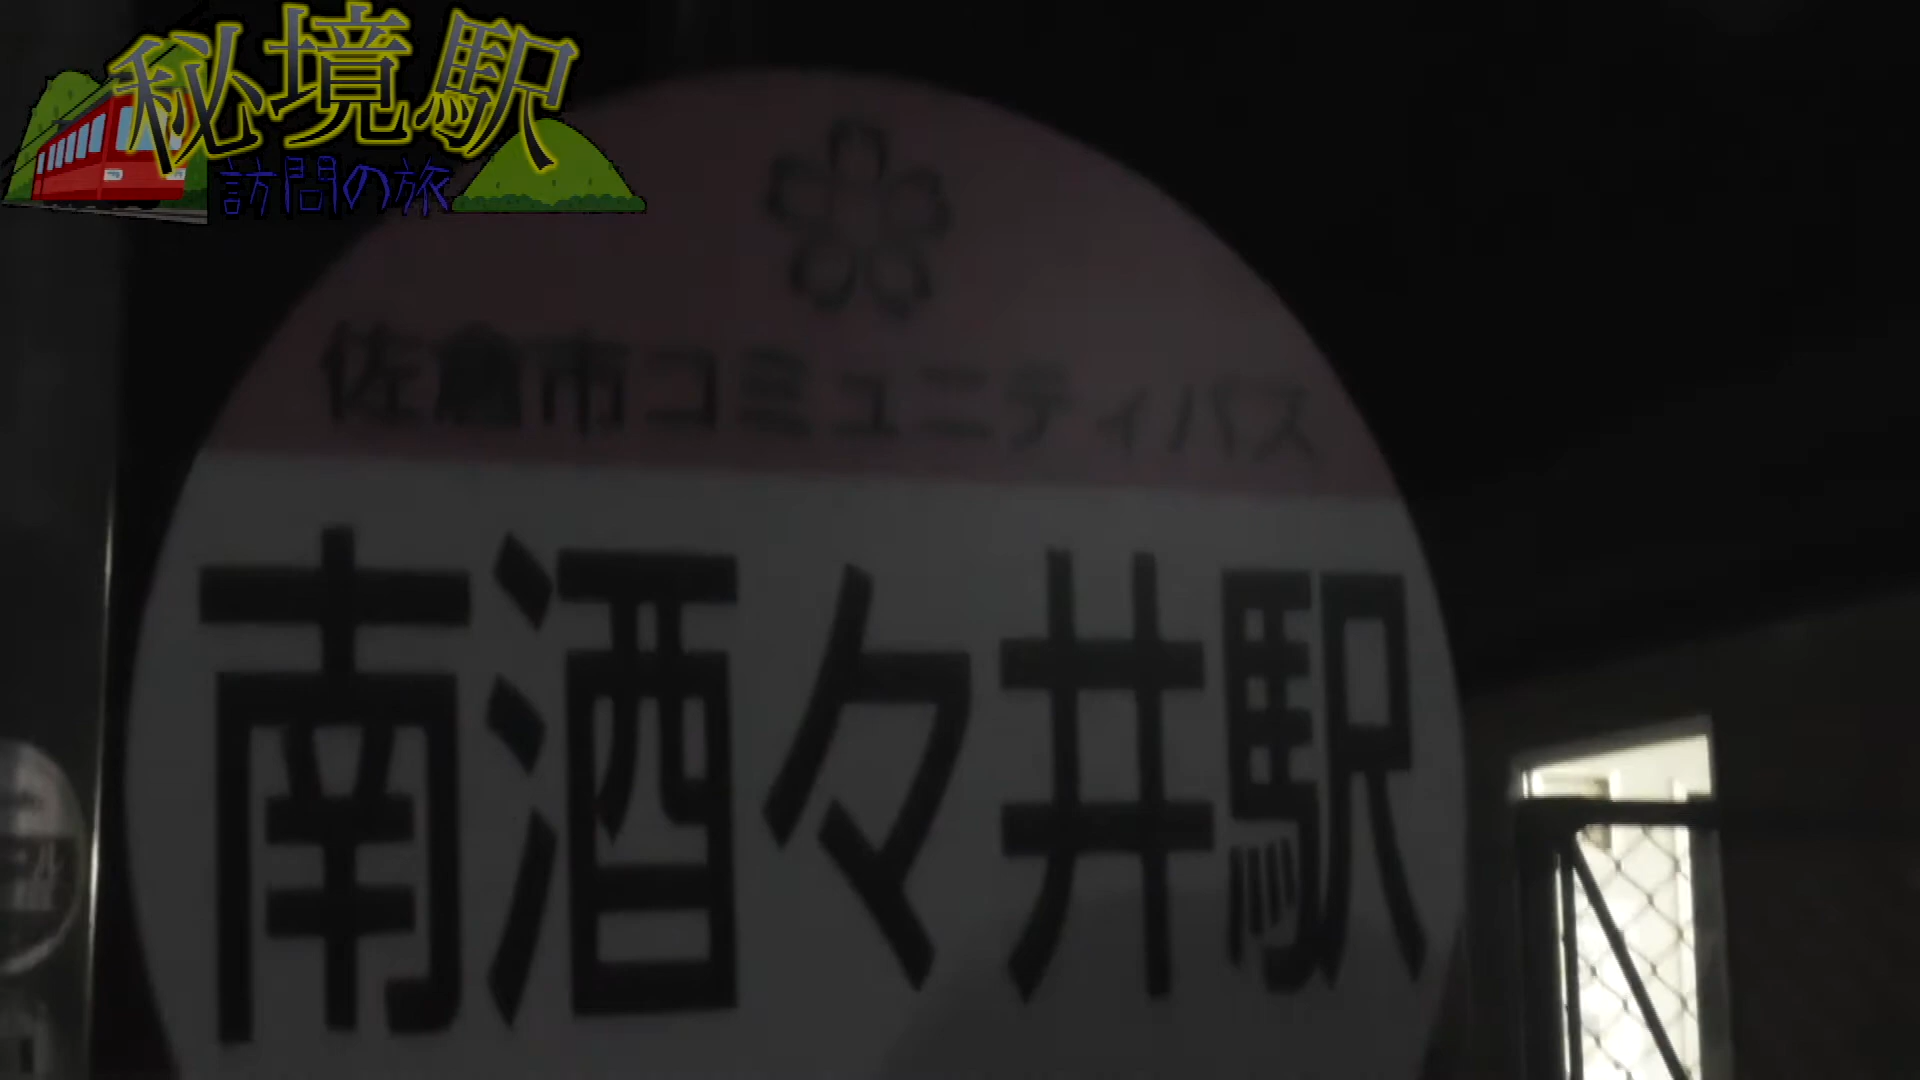 秘境駅
訪問の旅
佐倉市コミュニティバス
南酒々井駅